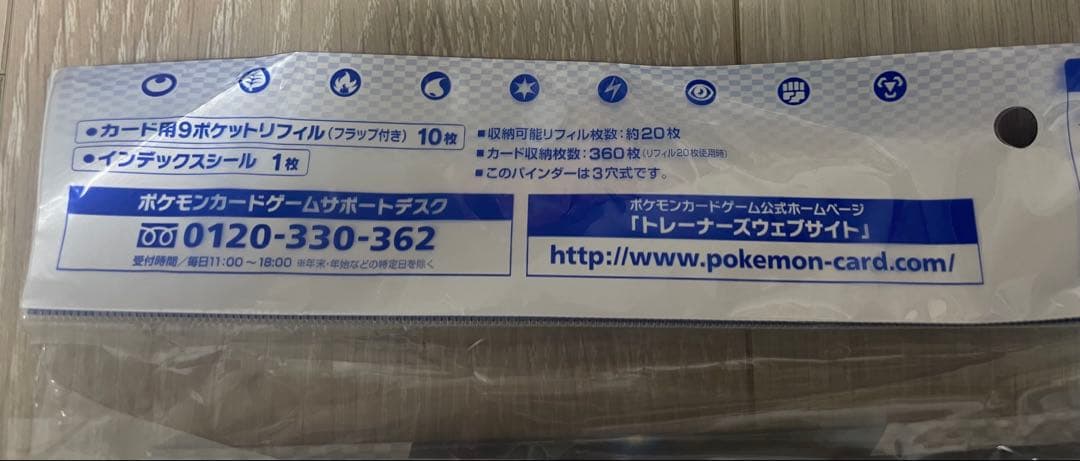 ●カード用9ポケットリフィル(フラップ付き) 10枚
●インデックスシール 1枚
■収納可能リフィル枚数:約20枚
■カード収納枚数:360枚(リフィル20枚使用時)
■このバインダーは3穴式です。
ポケモンカードゲームサポートデスク
0120-330-362
受付時間/毎日11:00~18:00 ※年末・年始などの特定日を除く
ポケモンカードゲーム公式ホームページ
「トレーナーズウェブサイト」
http://www.pokemon-card.com/